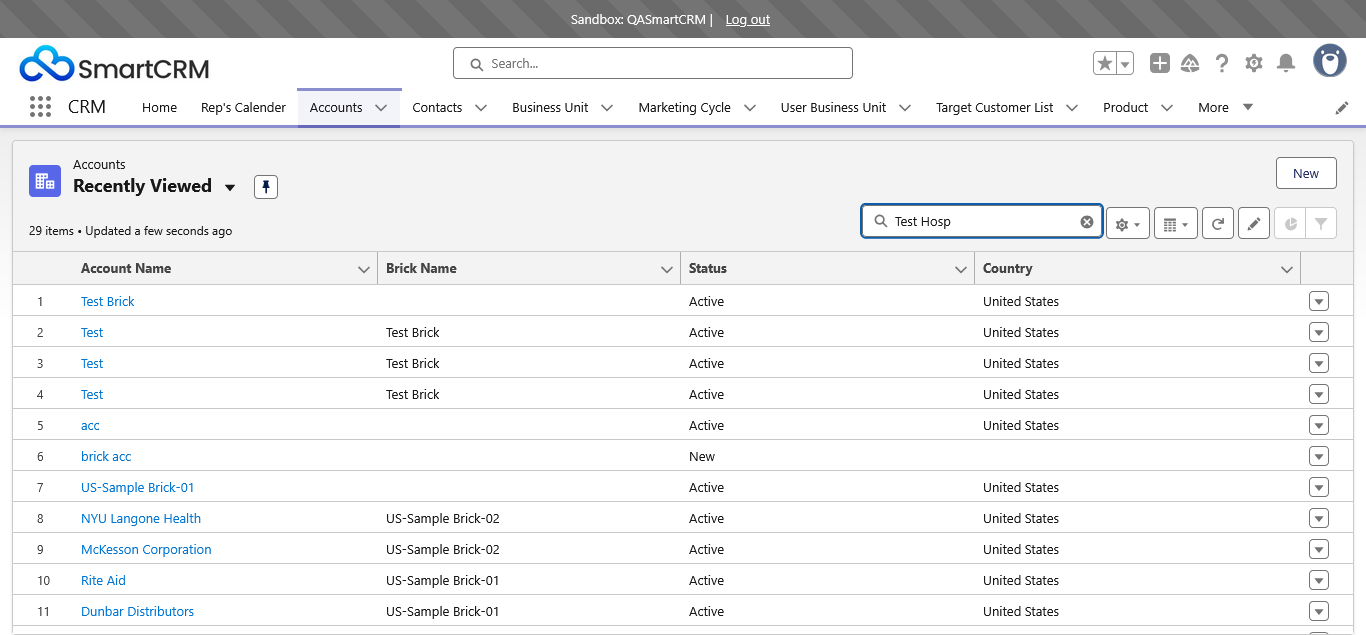 Sandbox: QASmartCRM | Log out
SmartCRM
Search...
CRM Home Rep's Calender Accounts Contacts Business Unit Marketing Cycle User Business Unit Target Customer List Product More
Accounts
Recently Viewed
New
29 items • Updated a few seconds ago
Test Hosp
Account Name Brick Name Status Country
1 Test Brick Active United States
2 Test Test Brick Active United States
3 Test Test Brick Active United States
4 Test Test Brick Active United States
5 acc Active United States
6 brick acc New
7 US-Sample Brick-01 Active United States
8 NYU Langone Health US-Sample Brick-02 Active United States
9 McKesson Corporation US-Sample Brick-02 Active United States
10 Rite Aid US-Sample Brick-01 Active United States
11 Dunbar Distributors US-Sample Brick-01 Active United States